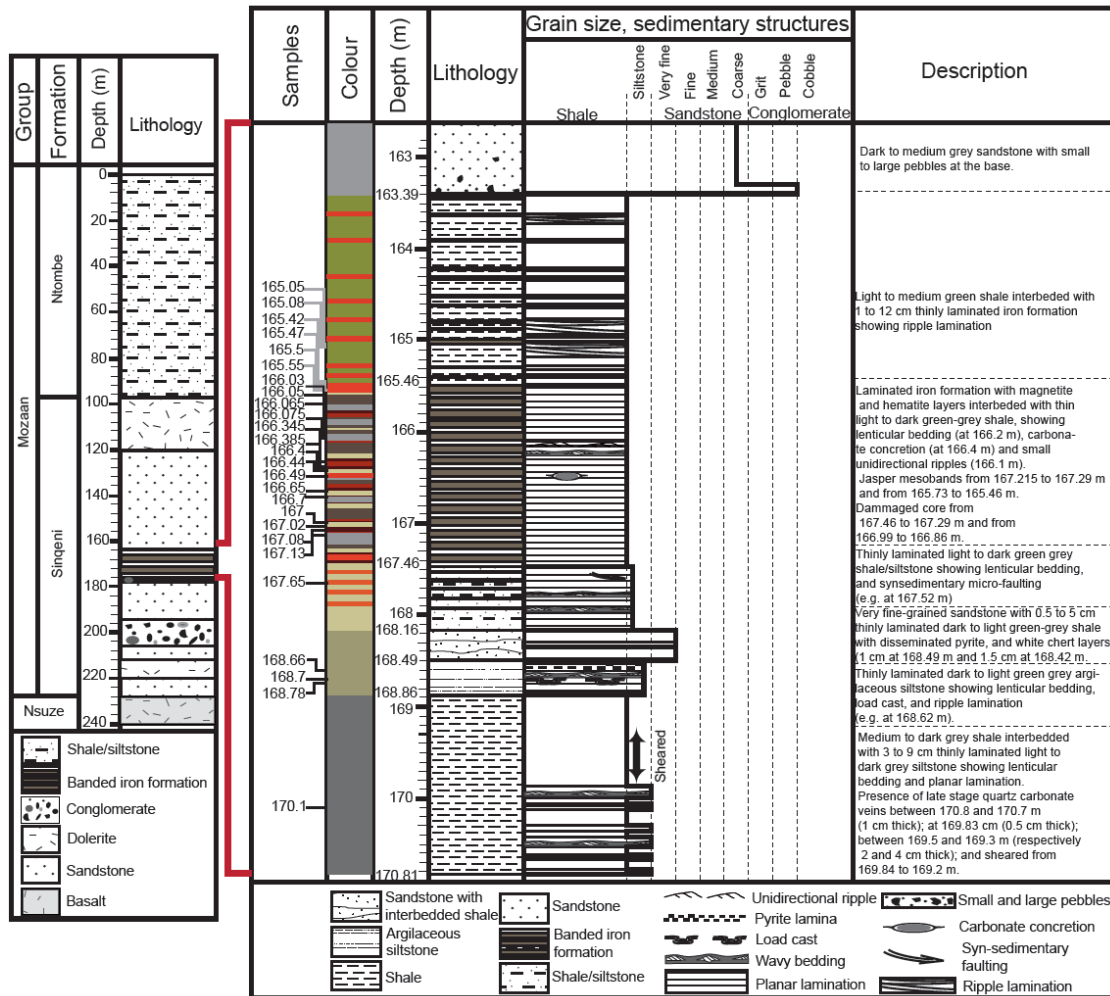 Group
Formation
Depth (m)
Lithology
Mozaan
Ntombe
Sinqeni
Nsuze
0
20
40
60
80
100
120
140
160
180
200
220
240
Shale/siltstone
Banded iron formation
Conglomerate
Dolerite
Sandstone
Basalt
Samples
Colour
Depth (m)
Lithology
Grain size, sedimentary structures
Shale
Siltstone
Very fine
Fine
Medium
Coarse
Sandstone
Grit
Pebble
Cobble
Conglomerate
Description
165.05
165.08
165.42
165.47
165.5
165.55
166.03
166.05
166.065
166.075
166.345
166.385
166.4
166.44
166.49
166.65
166.7
167
167.02
167.08
167.13
167.65
168.66
168.7
168.78
170.1
163
163.39
164
165
165.46
166
167
167.46
168
168.16
168.49
168.86
169
170
170.81
Sheared
Dark to medium grey sandstone with small
to large pebbles at the base.
Light to medium green shale interbeded with
1 to 12 cm thinly laminated iron formation
showing ripple lamination
Laminated iron formation with magnetite
and hematite layers interbeded with thin
light to dark green-grey shale, showing
lenticular bedding (at 166.2 m), carbona-
te concretion (at 166.4 m) and small
unidirectional ripples (166.1 m).
Jasper mesobands from 167.215 to 167.29 m
and from 165.73 to 165.46 m.
Dammaged core from
167.46 to 167.29 m and from
166.99 to 166.86 m.
Thinly laminated light to dark green grey
shale/siltstone showing lenticular bedding,
and synsedimentary micro-faulting
(e.g. at 167.52 m)
Very fine-grained sandstone with 0.5 to 5 cm
thinly laminated dark to light green-grey shale
with disseminated pyrite, and white chert layers
(1 cm at 168.49 m and 1.5 cm at 168.42 m.
Thinly laminated dark to light green grey argi-
laceous siltstone showing lenticular bedding,
load cast, and ripple lamination
(e.g. at 168.62 m).
Medium to dark grey shale interbedded
with 3 to 9 cm thinly laminated light to
dark grey siltstone showing lenticular
bedding and planar lamination.
Presence of late stage quartz carbonate
veins between 170.8 and 170.7 m
(1 cm thick); at 169.83 cm (0.5 cm thick);
between 169.5 and 169.3 m (respectively
2 and 4 cm thick); and sheared from
169.84 to 169.2 m.
Sandstone with
interbedded shale
Argilaceous
siltstone
Shale
Sandstone
Banded iron
formation
Shale/siltstone
Unidirectional ripple
Pyrite lamina
Load cast
Wavy bedding
Planar lamination
Small and large pebbles
Carbonate concretion
Syn-sedimentary
faulting
Ripple lamination